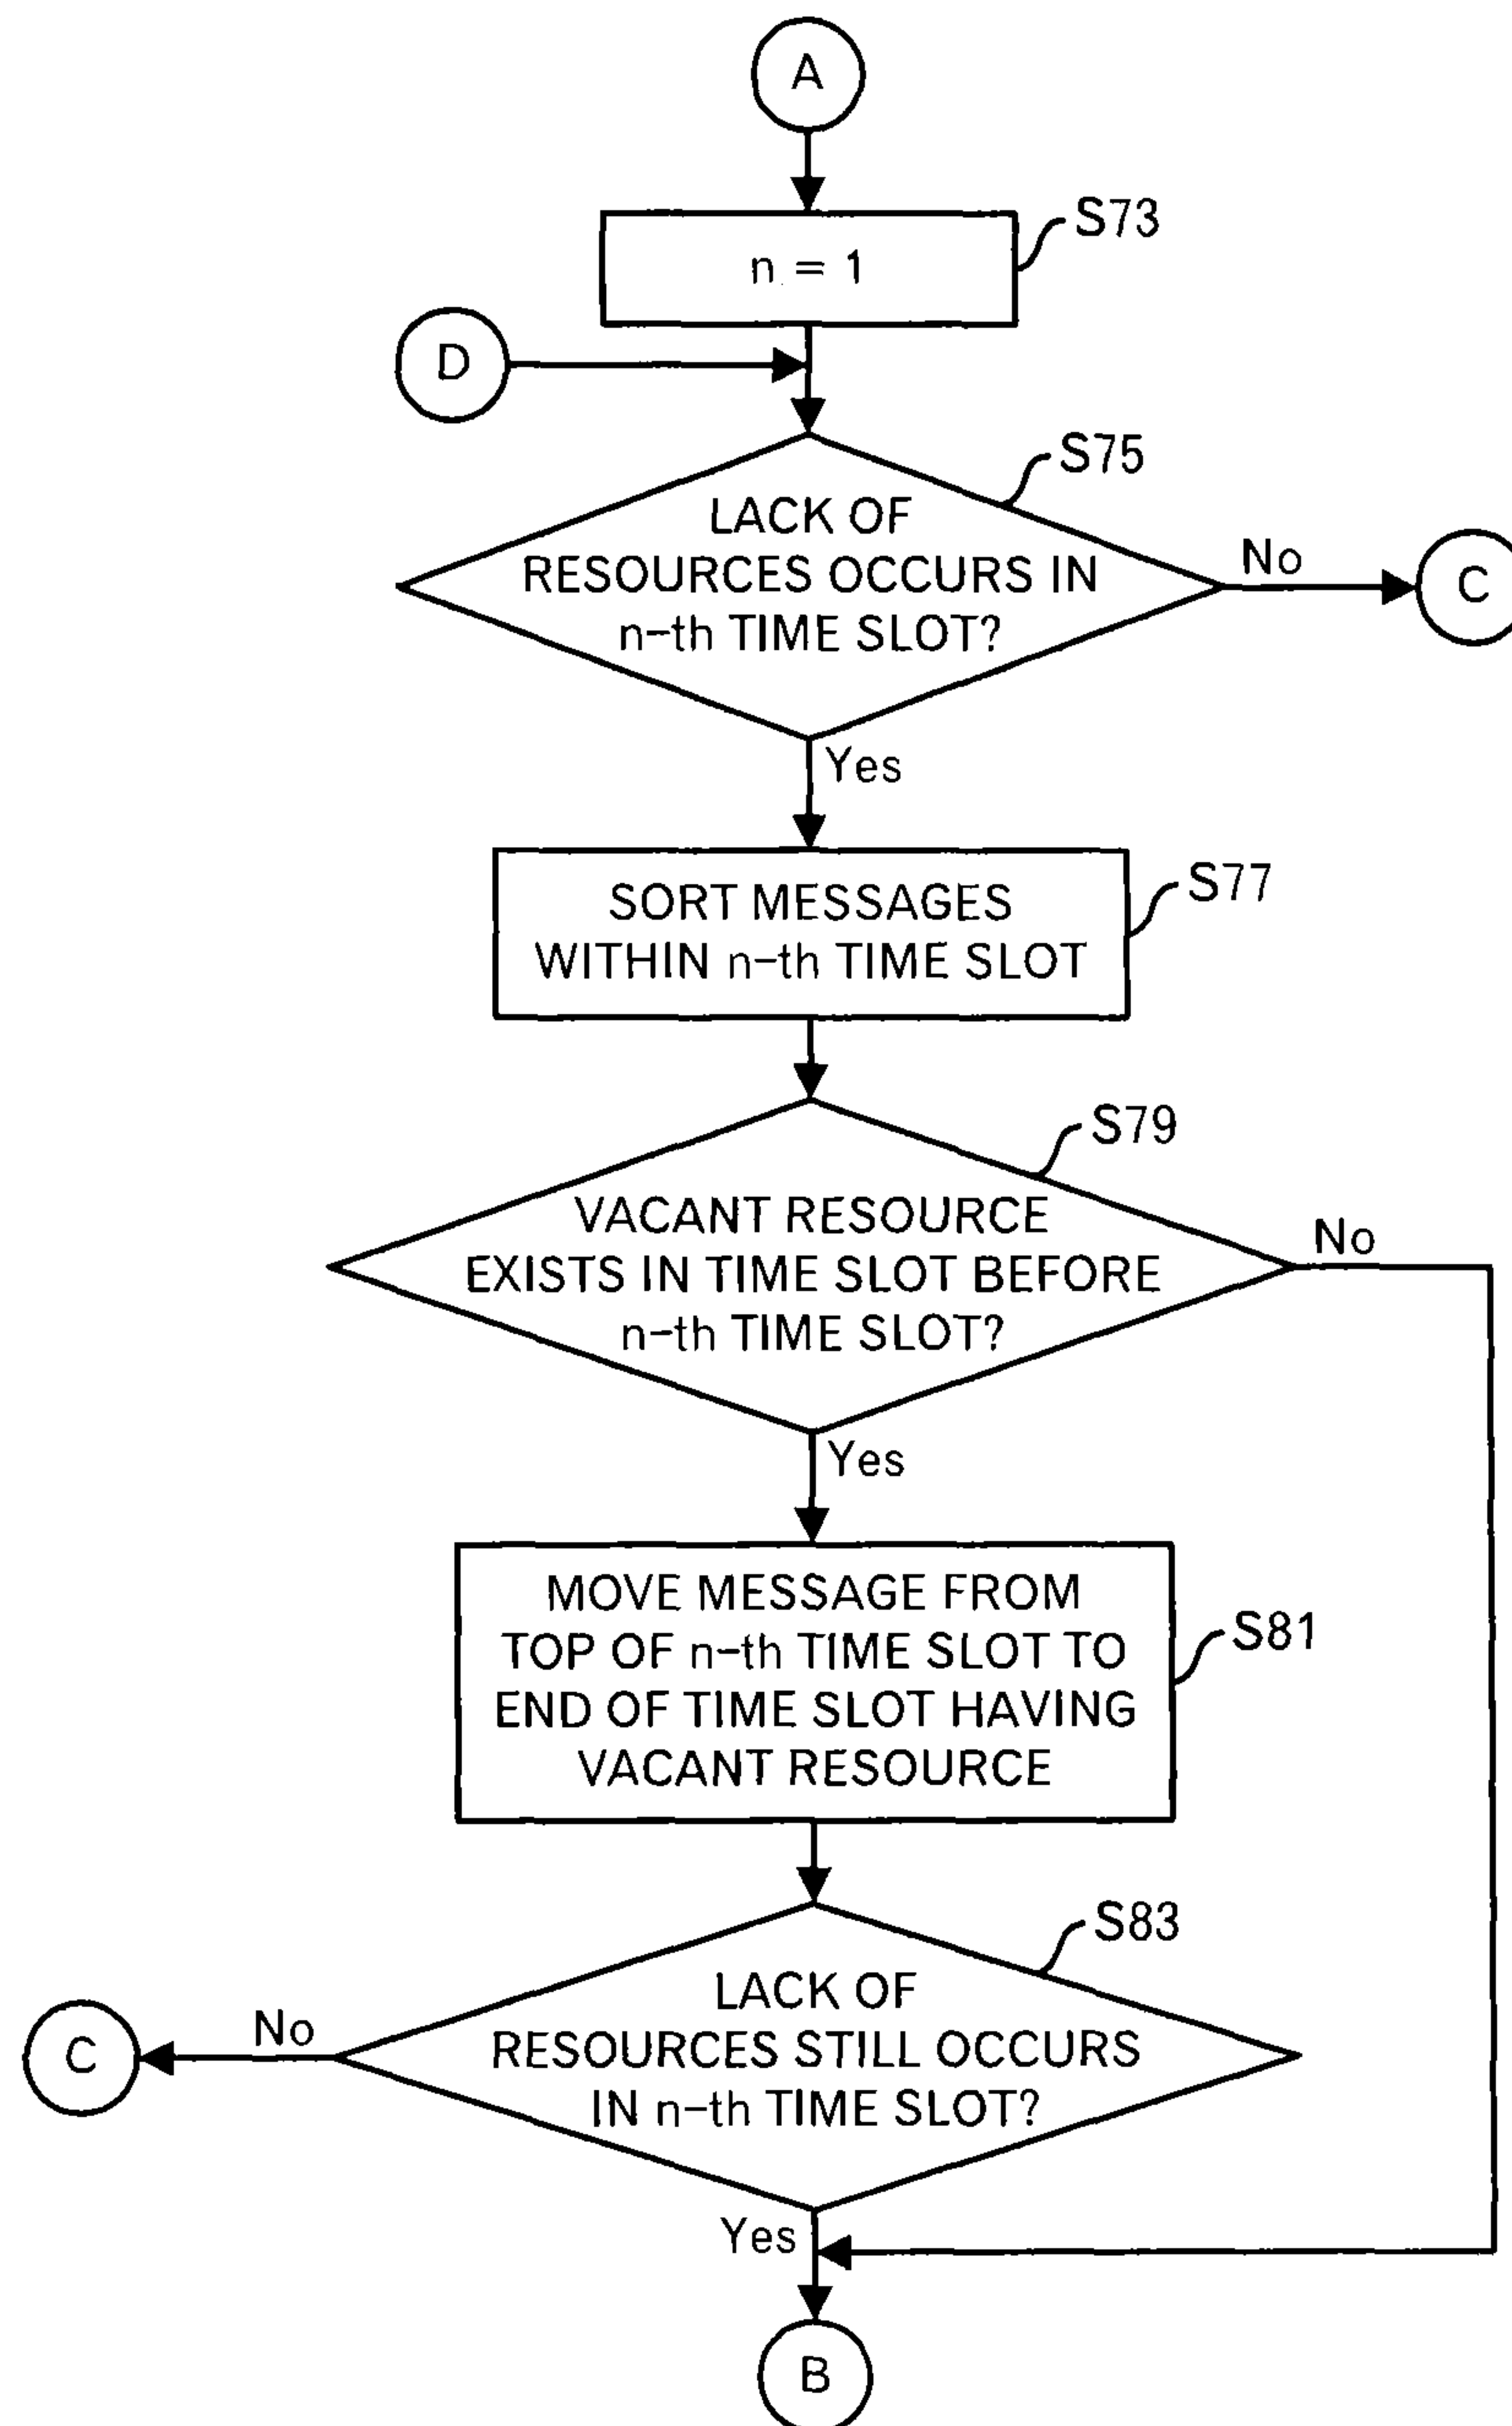 A
S73
n = 1
D
S75
LACK OF
RESOURCES OCCURS IN
n-th TIME SLOT?
No
C
Yes
S77
SORT MESSAGES
WITHIN n-th TIME SLOT
S79
VACANT RESOURCE
EXISTS IN TIME SLOT BEFORE
n-th TIME SLOT?
No
Yes
MOVE MESSAGE FROM
TOP OF n-th TIME SLOT TO
END OF TIME SLOT HAVING
VACANT RESOURCE
S81
S83
LACK OF
RESOURCES STILL OCCURS
IN n-th TIME SLOT?
No
C
Yes
B